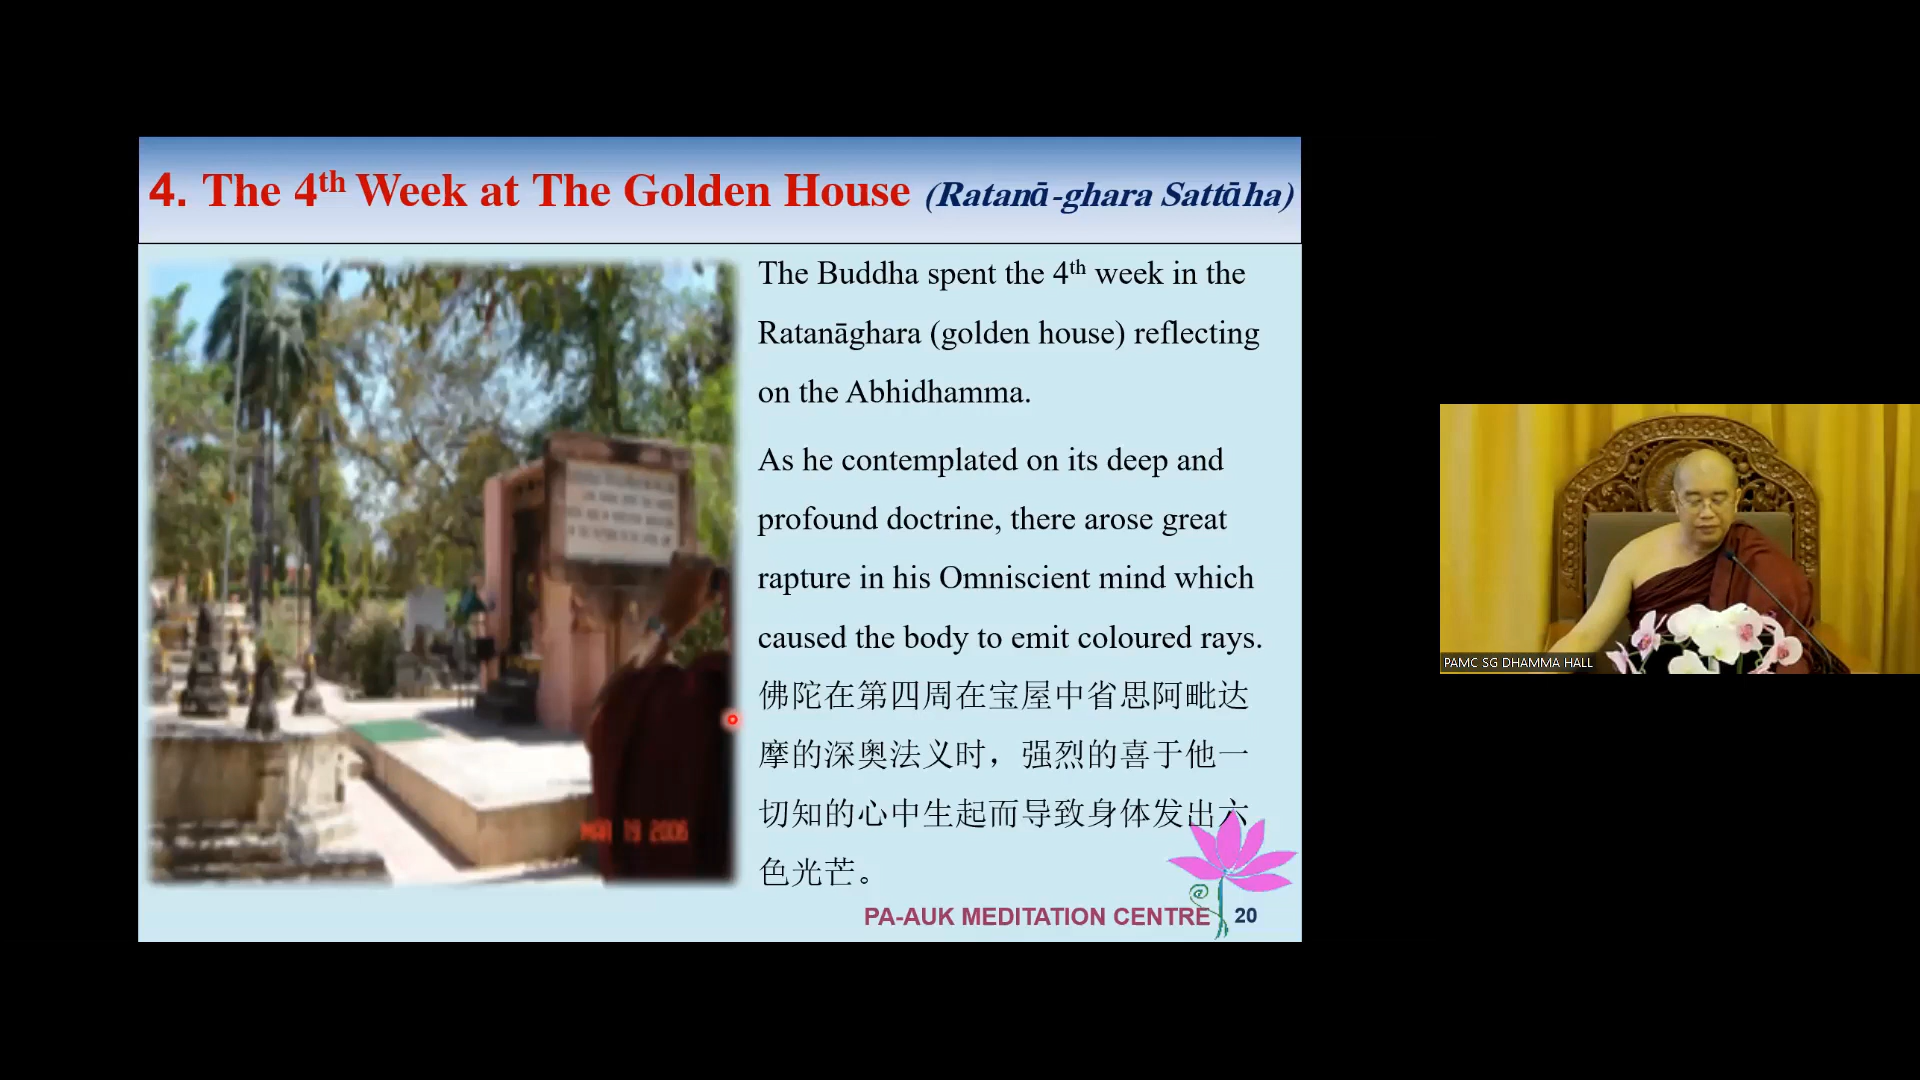 4. The 4th Week at The Golden House (Ratanā-ghara Sattāha)
The Buddha spent the 4th week in the
Ratanāghara (golden house) reflecting
on the Abhidhamma.
As he contemplated on its deep and
profound doctrine, there arose great
rapture in his Omniscient mind which
caused the body to emit coloured rays.
佛陀在第四周在宝屋中省思阿毗达
摩的深奥法义时，强烈的喜于他一
切知的心中生起而导致身体发出六
色光芒。
MAR 19 2006
PA-AUK MEDITATION CENTRE 20
PAMC SG DHAMMA HALL